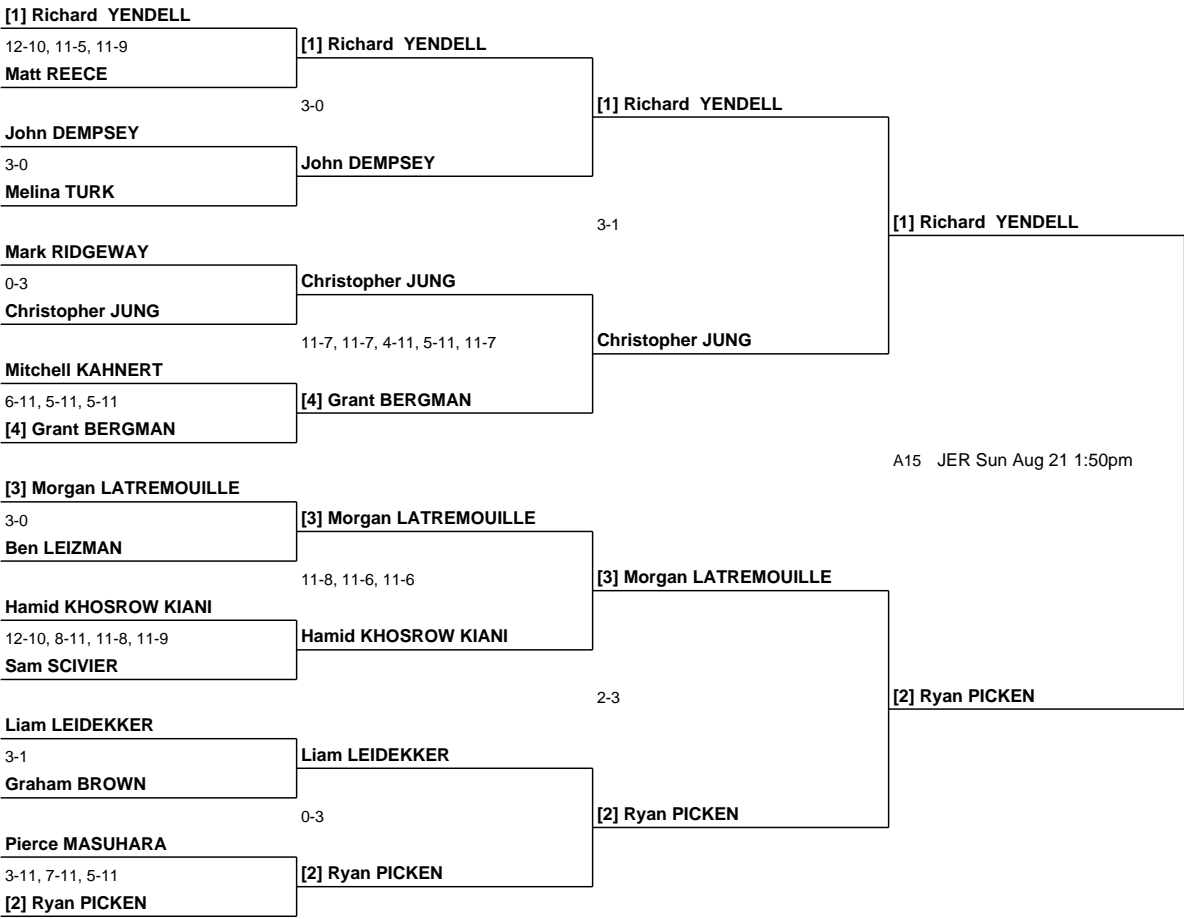 [1] Richard  YENDELL
12-10, 11-5, 11-9
[1] Richard  YENDELL
Matt REECE
3-0
[1] Richard  YENDELL
John DEMPSEY
3-0
John DEMPSEY
Melina TURK
3-1
[1] Richard  YENDELL
Mark RIDGEWAY
0-3
Christopher JUNG
Christopher JUNG
11-7, 11-7, 4-11, 5-11, 11-7
Christopher JUNG
Mitchell KAHNERT
6-11, 5-11, 5-11
[4] Grant BERGMAN
[4] Grant BERGMAN
A15   JER Sun Aug 21 1:50pm
[3] Morgan LATREMOUILLE
3-0
[3] Morgan LATREMOUILLE
Ben LEIZMAN
11-8, 11-6, 11-6
[3] Morgan LATREMOUILLE
Hamid KHOSROW KIANI
12-10, 8-11, 11-8, 11-9
Hamid KHOSROW KIANI
Sam SCIVIER
2-3
[2] Ryan PICKEN
Liam LEIDEKKER
3-1
Liam LEIDEKKER
Graham BROWN
0-3
[2] Ryan PICKEN
Pierce MASUHARA
3-11, 7-11, 5-11
[2] Ryan PICKEN
[2] Ryan PICKEN